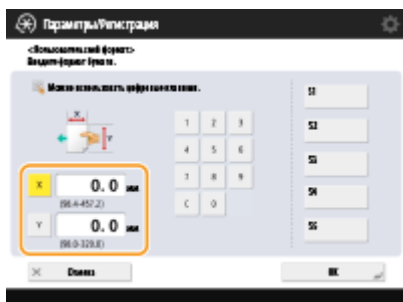 Параметры/Регистрация
<Пользовательский формат>
Введите формат бумаги.
Можно использовать цифровые клавиши.
X
Y
1 2 3
4 5 6
7 8 9
C 0
X 0. 0 мм
(98.4-457.2)
Y 0. 0 мм
(98.0-320.0)
S1
S2
S3
S4
S5
Отмена
OK